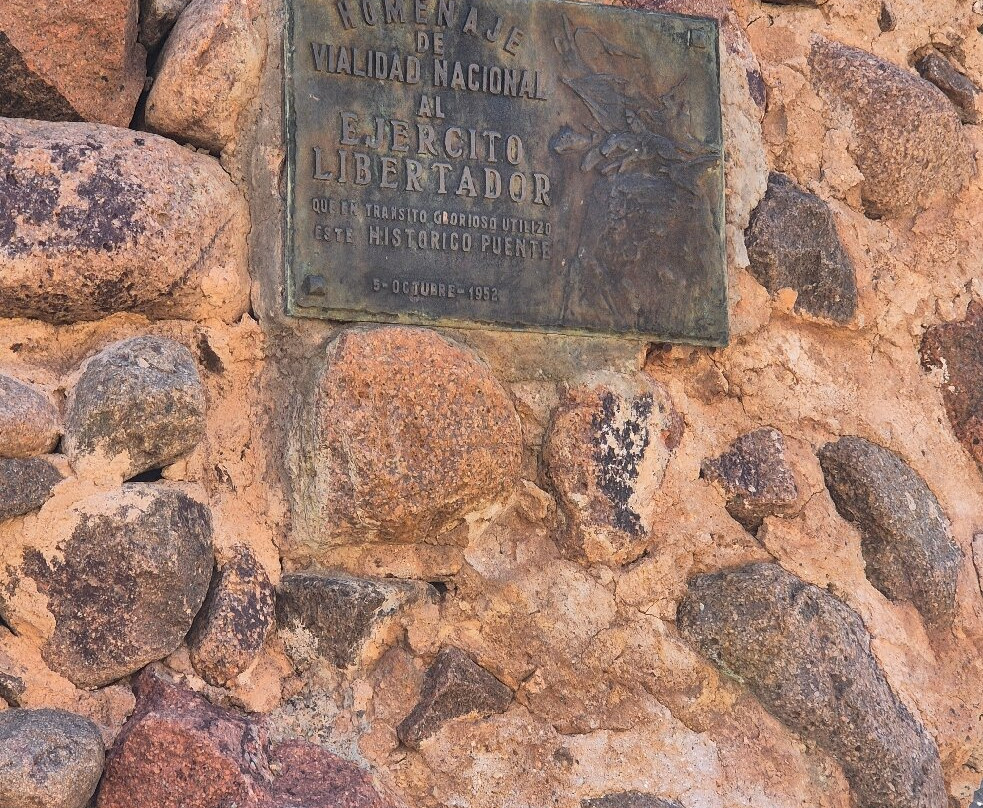 HOMENAJE
DE
VIALIDAD NACIONAL
AL
EJERCITO
LIBERTADOR
QUE EN TRANSITO GLORIOSO UTILIZO
ESTE HISTORICO PUENTE
5-OCTUBRE-1952